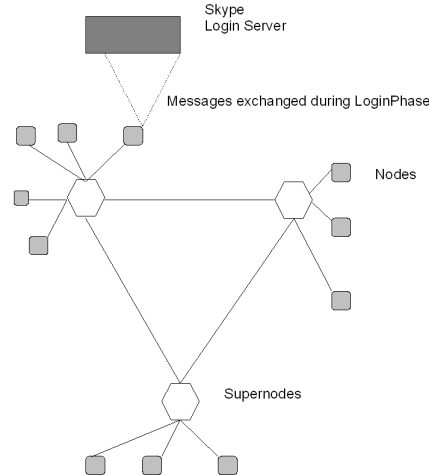 Skype
Login Server
Messages exchanged during LoginPhase
Nodes
Supernodes